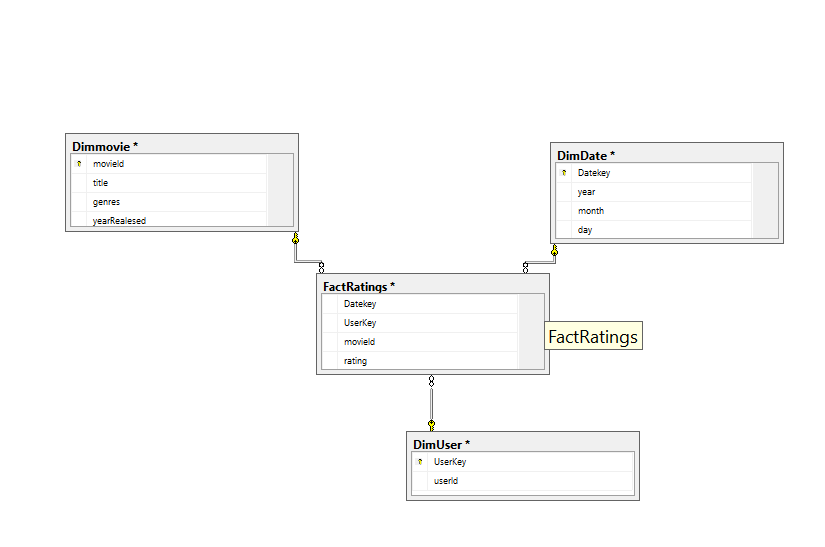 Dimmovie *
movieId
title
genres
yearRealesed
DimDate *
Datekey
year
month
day
FactRatings *
Datekey
UserKey
movieId
rating
FactRatings
DimUser *
UserKey
userId